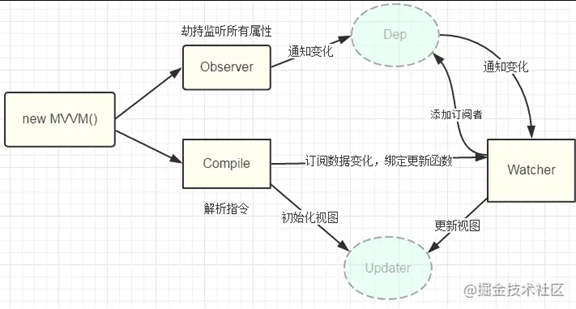 劫持监听所有属性
Dep
Observer
通知变化
通知变化
new MVVM()
添加订阅者
Compile
订阅数据变化，绑定更新函数
Watcher
解析指令
初始化视图
更新视图
Updater
@掘金技术社区